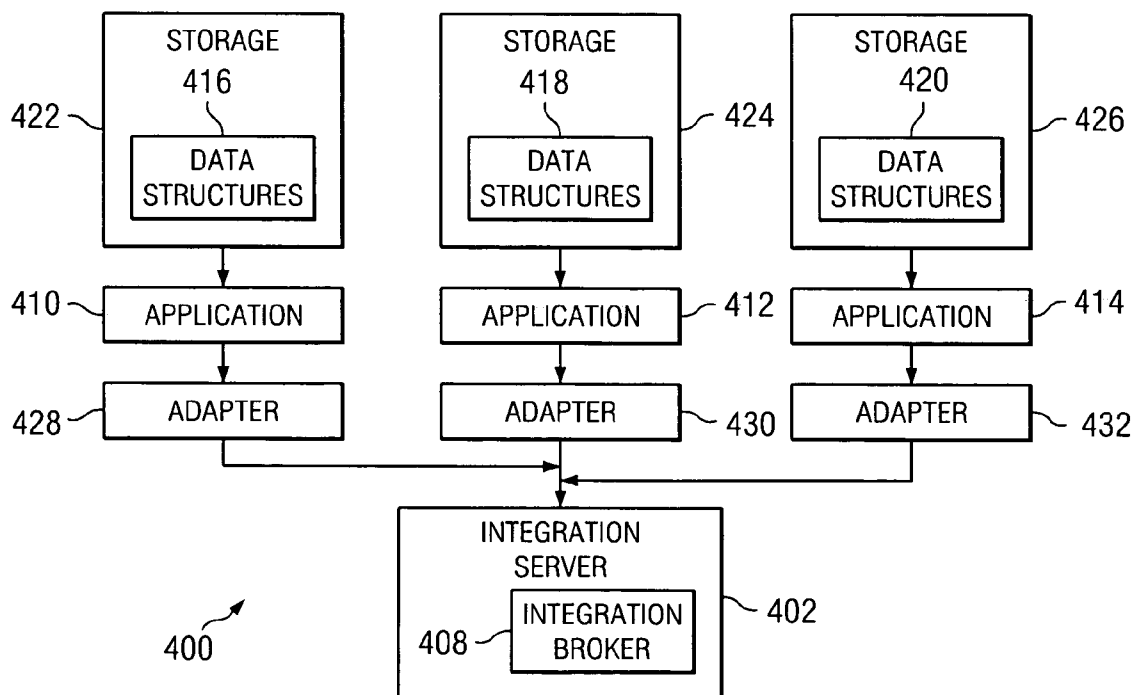 STORAGE
416
422
DATA
STRUCTURES
STORAGE
418
424
DATA
STRUCTURES
STORAGE
420
426
DATA
STRUCTURES
410
APPLICATION
APPLICATION
412
APPLICATION
414
428
ADAPTER
ADAPTER
430
ADAPTER
432
INTEGRATION
SERVER
402
408
INTEGRATION
BROKER
400